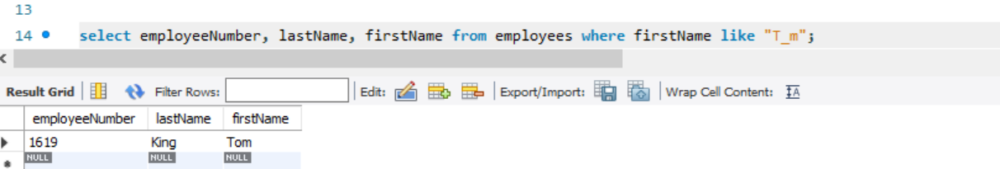 13
14 select employeeNumber, lastName, firstName from employees where firstName like "T_m";
Result Grid Filter Rows: Edit: Export/Import: Wrap Cell Content: IA
employeeNumber lastName firstName
1619 King Tom
NULL NULL NULL